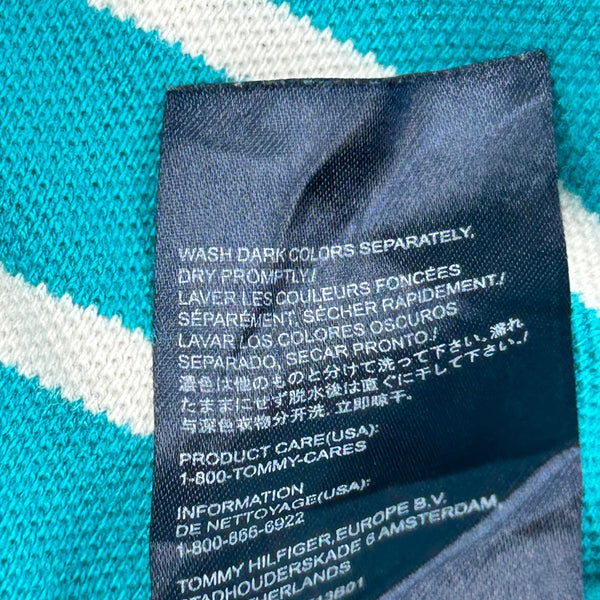 WASH DARK COLORS SEPARATELY,
DRY PROMPTLY/
LAVER LES COULEURS FONCÉES
SÉPARÉMENT, SÉCHER RAPIDEMENT/
LAVAR LOS COLORES OSCUROS
SEPARADO, SECAR PRONTO/
濃色は他のものと分けて洗って下さい. 濡れ
たままにせず脱水後は直ぐに干して下さい/
与深色衣物分开洗, 立即晾干.
PRODUCT CARE(USA):
1-800-TOMMY-CARES
INFORMATION
DE NETTOYAGE(USA):
1-800-866-6922
TOMMY HILFIGER, EUROPE B.V.
STADHOUDERSKADE 6 AMSTERDAM,
NETHERLANDS
13B01